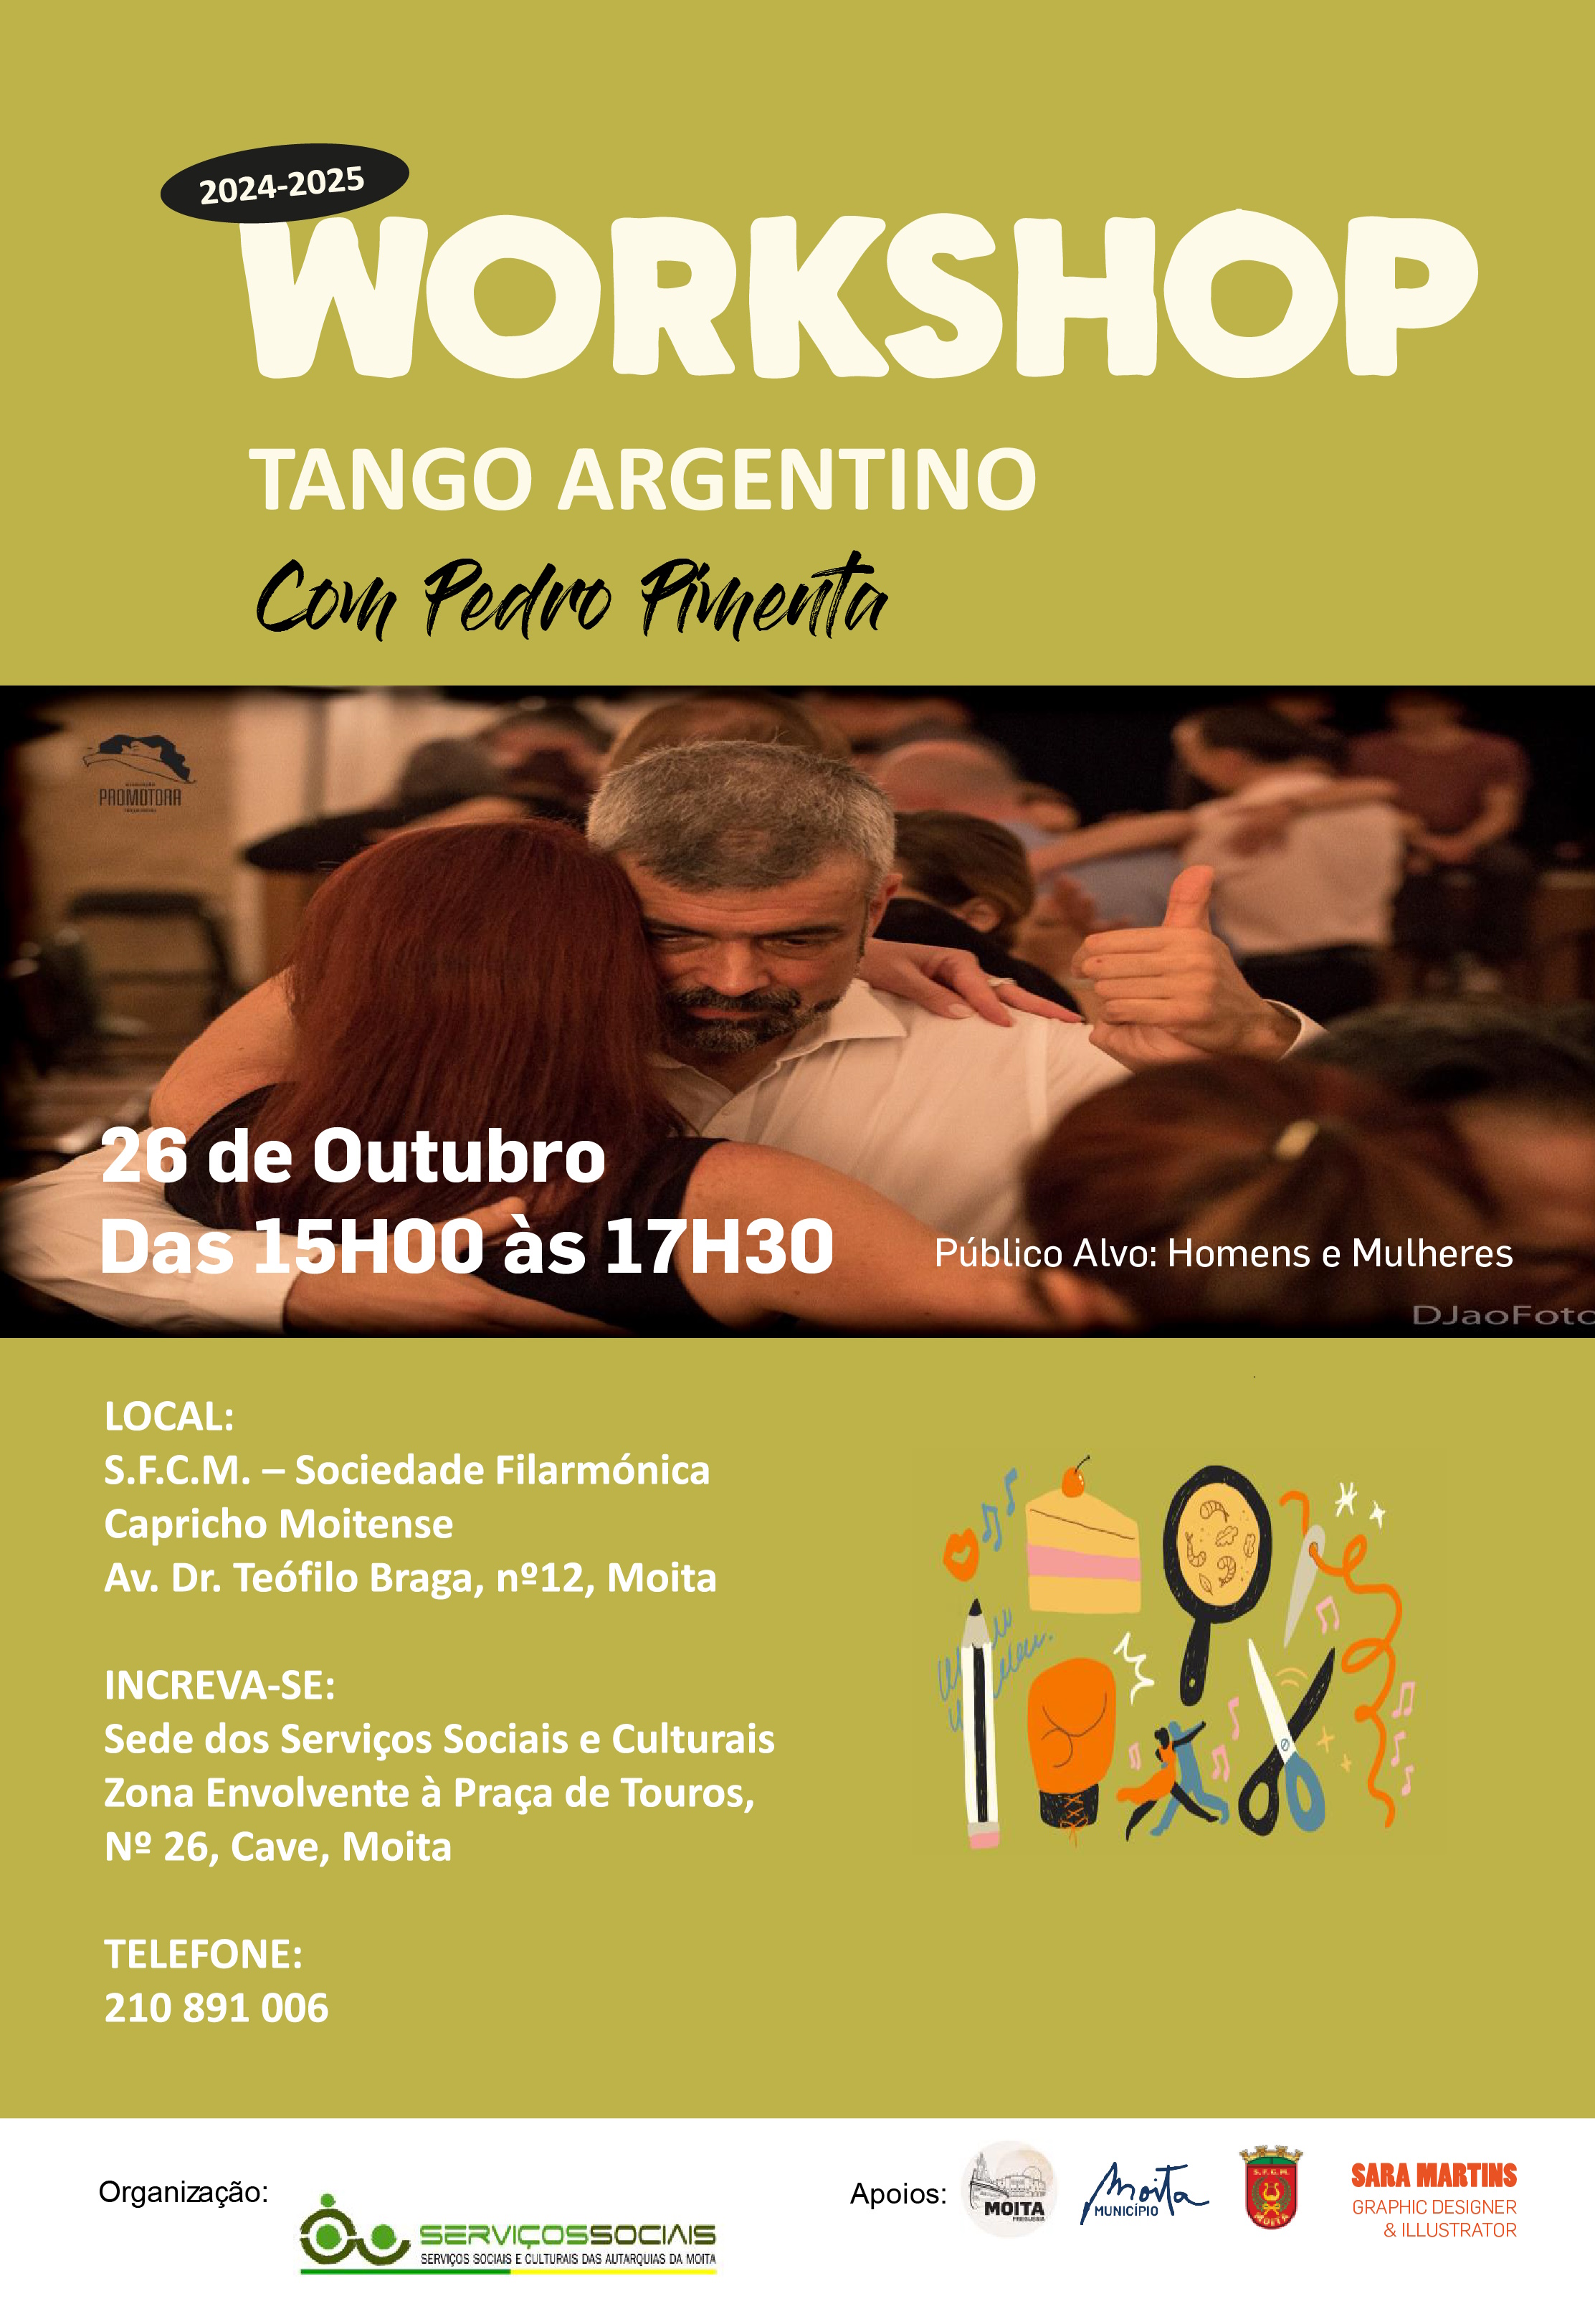 2024-2025
WORKSHOP
TANGO ARGENTINO
Com Pedro Pimenta
PROMOTORA
26 de Outubro
Das 15H00 às 17H30
Público Alvo: Homens e Mulheres
DJaoFoto
LOCAL:
S.F.C.M. – Sociedade Filarmónica
Capricho Moitense
Av. Dr. Teófilo Braga, nº12, Moita
INCREVA-SE:
Sede dos Serviços Sociais e Culturais
Zona Envolvente à Praça de Touros,
Nº 26, Cave, Moita
TELEFONE:
210 891 006
Organização:
SERVIÇOSSOCIAIS
SERVIÇOS SOCIAIS E CULTURAIS DAS AUTARQUIAS DA MOITA
Apoios:
MOITA
FREGUESIA
Moita
MUNICÍPIO
S.F.C.M.
MOITA
SARA MARTINS
GRAPHIC DESIGNER
& ILLUSTRATOR